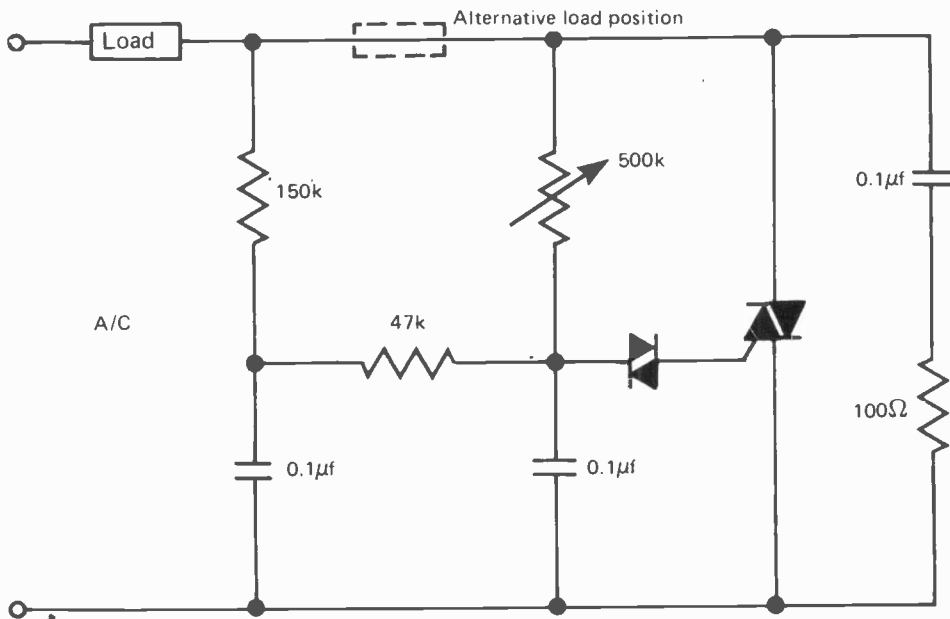 Alternative load position
Load
500k
150k
0.1µf
A/C
47k
100Ω
0.1µf
0.1µf